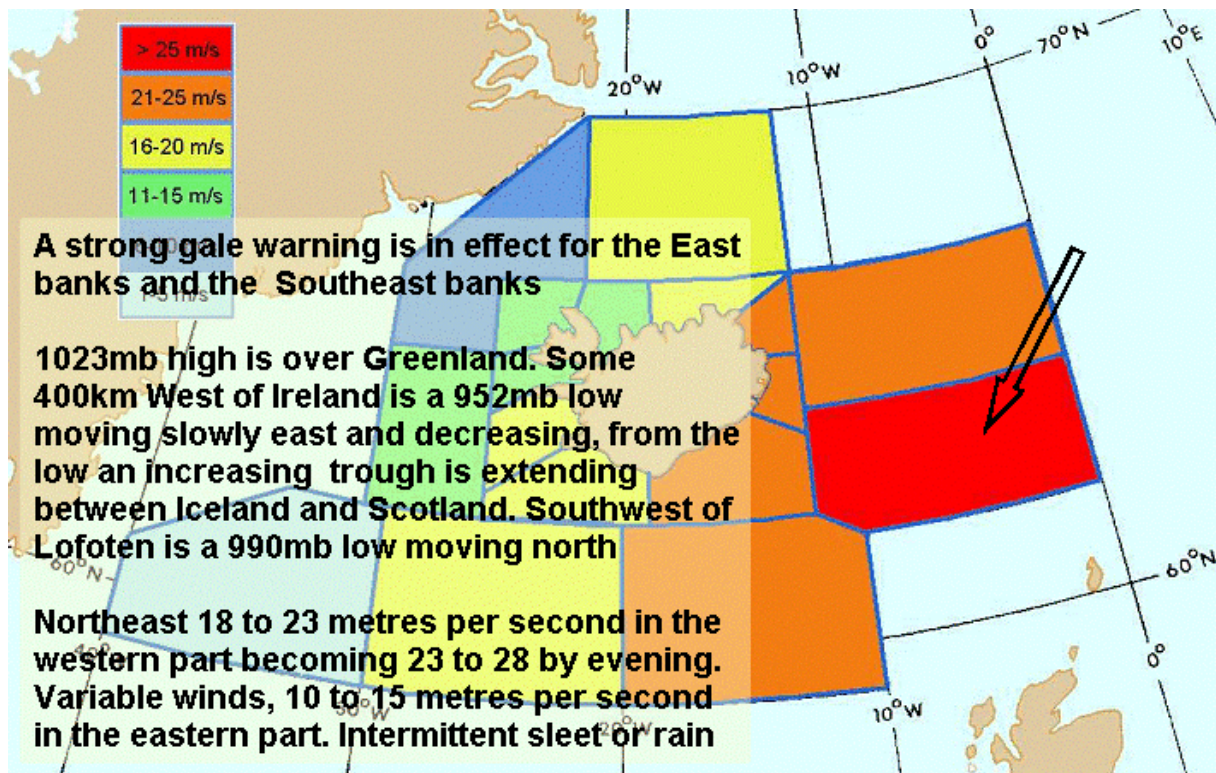 > 25 m/s
21-25 m/s
16-20 m/s
11-15 m/s
1-5 m/s
20°W
10°W
0°
70°N
10°E
A strong gale warning is in effect for the East
banks and the Southeast banks
1023mb high is over Greenland. Some
400km West of Ireland is a 952mb low
moving slowly east and decreasing, from the
low an increasing trough is extending
between Iceland and Scotland. Southwest of
Lofoten is a 990mb low moving north
Northeast 18 to 23 metres per second in the
western part becoming 23 to 28 by evening.
Variable winds, 10 to 15 metres per second
in the eastern part. Intermittent sleet or rain
60°N
40°W
30°W
20°W
10°W
0°
60°N